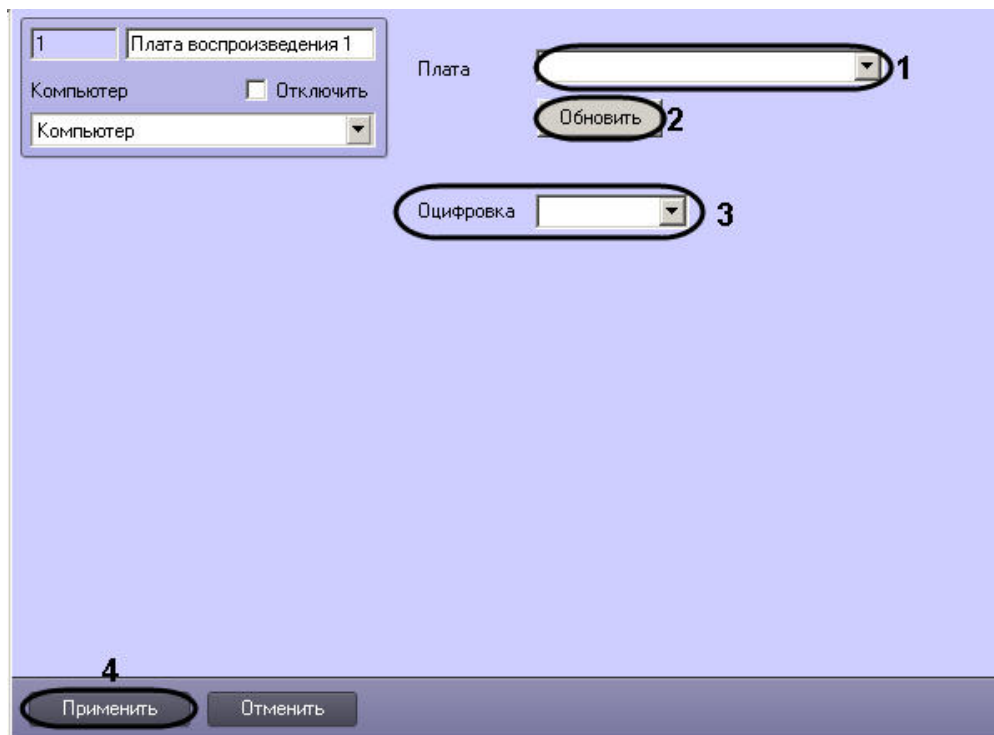 1 Плата воспроизведения 1
Компьютер Отключить
Компьютер
Плата 1
Обновить 2
Оцифровка 3
4
Применить Отменить